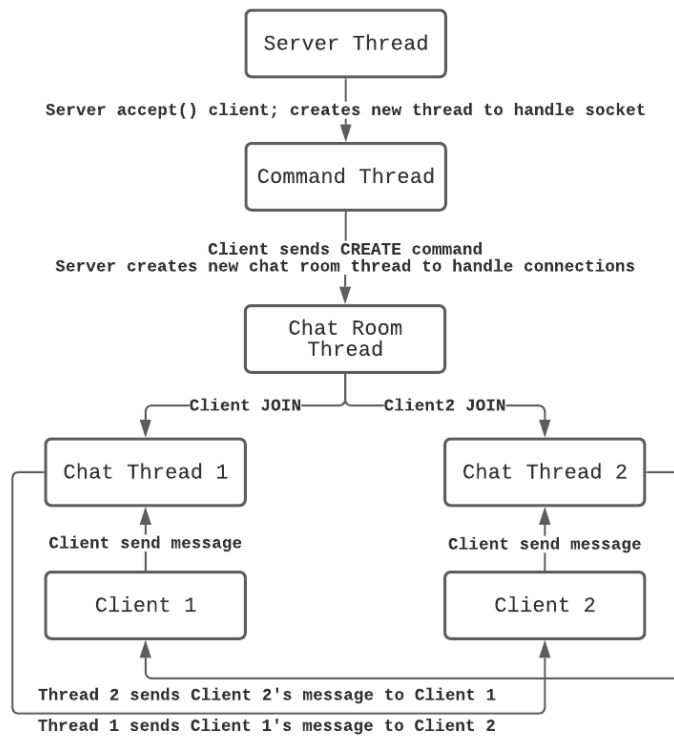 Server Thread
Server accept() client; creates new thread to handle socket
Command Thread
Client sends CREATE command
Server creates new chat room thread to handle connections
Chat Room
Thread
Client JOIN
Client2 JOIN
Chat Thread 1
Chat Thread 2
Client send message
Client send message
Client 1
Client 2
Thread 2 sends Client 2's message to Client 1
Thread 1 sends Client 1's message to Client 2